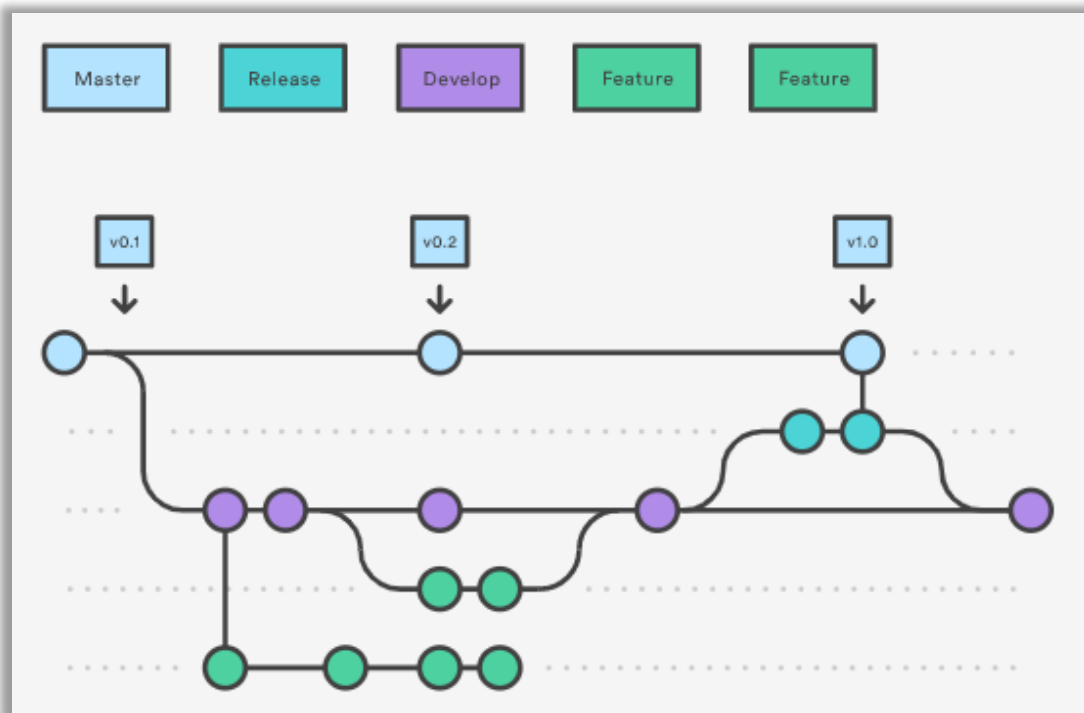 Master
Release
Develop
Feature
Feature
v0.1
v0.2
v1.0